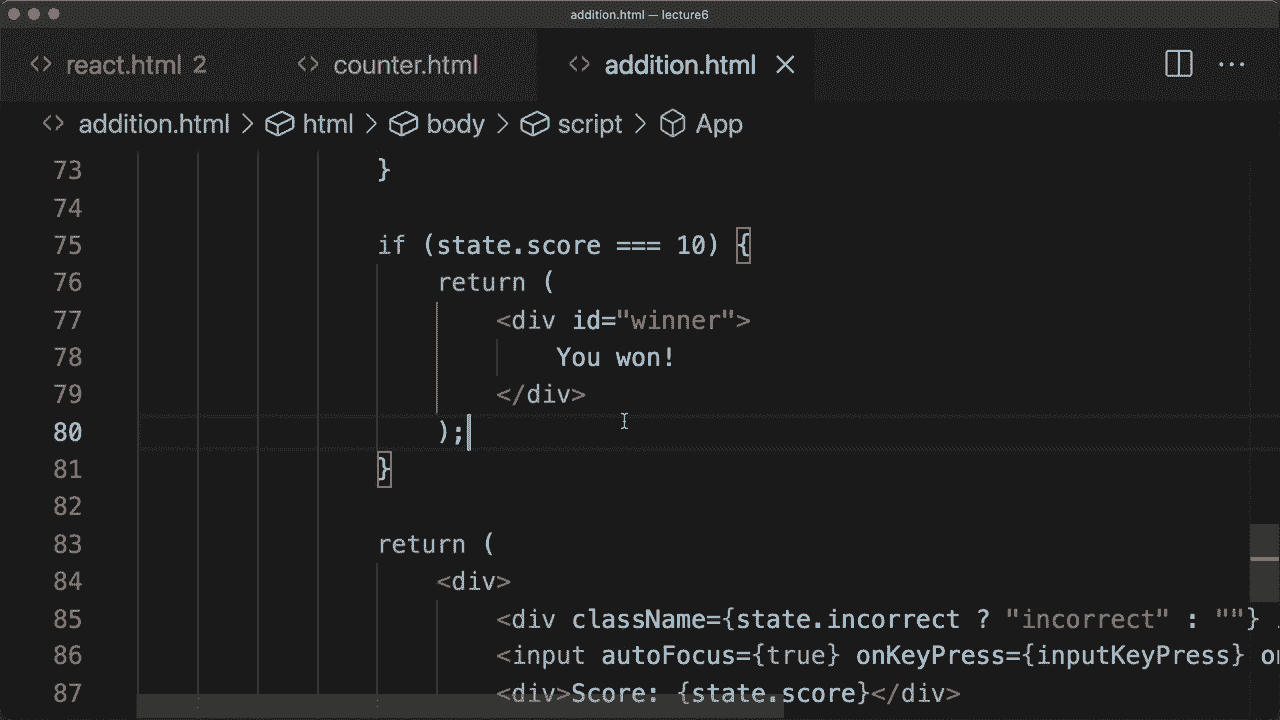 addition.html — lecture6
react.html 2 counter.html addition.html
addition.html > html > body > script > App
73 }
74
75 if (state.score === 10) {
76 return (
77 <div id="winner">
78 You won!
79 </div>
80 );
81 }
82
83 return (
84 <div>
85 <div className={state.incorrect ? "incorrect" : ""}
86 <input autoFocus={true} onKeyPress={inputKeyPress}
87 <div>Score: {state.score}</div>